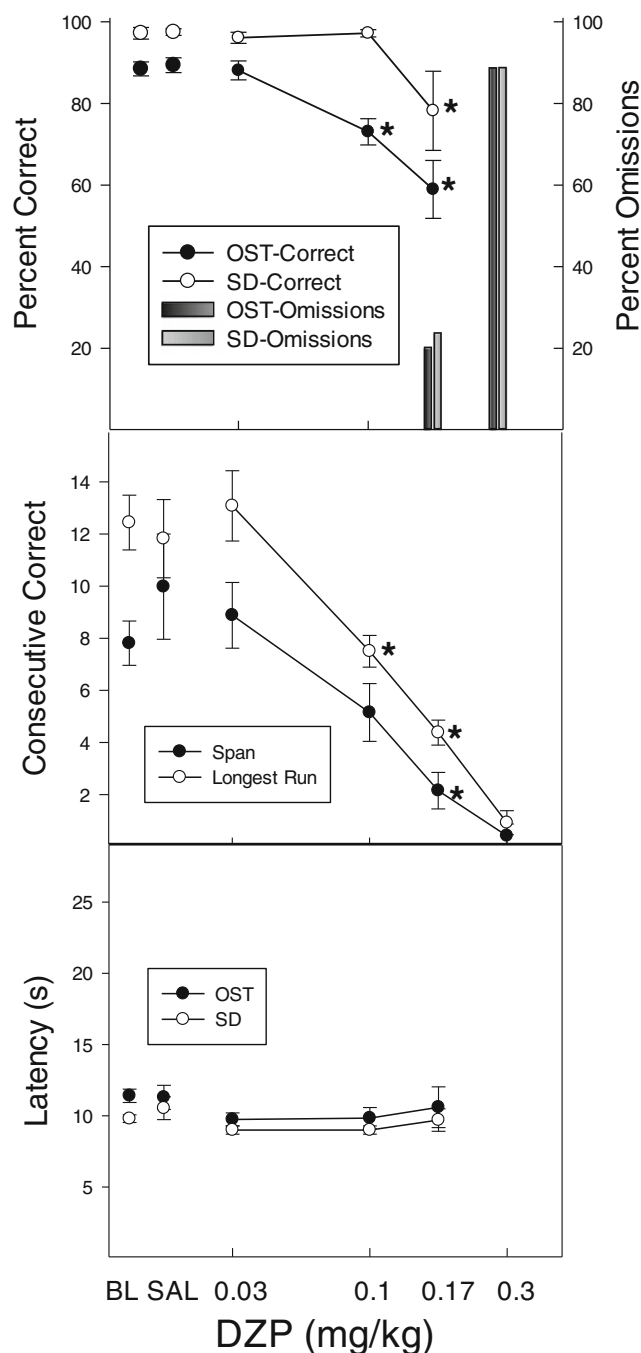 100
80
60
40
20
Percent Correct
OST-Correct
SD-Correct
OST-Omissions
SD-Omissions
*
*
*
100
80
60
40
20
Percent Omissions
14
12
10
8
6
4
2
Consecutive Correct
Span
Longest Run
*
*
*
25
20
15
10
5
Latency (s)
OST
SD
BL SAL 0.03 0.1 0.17 0.3
DZP (mg/kg)